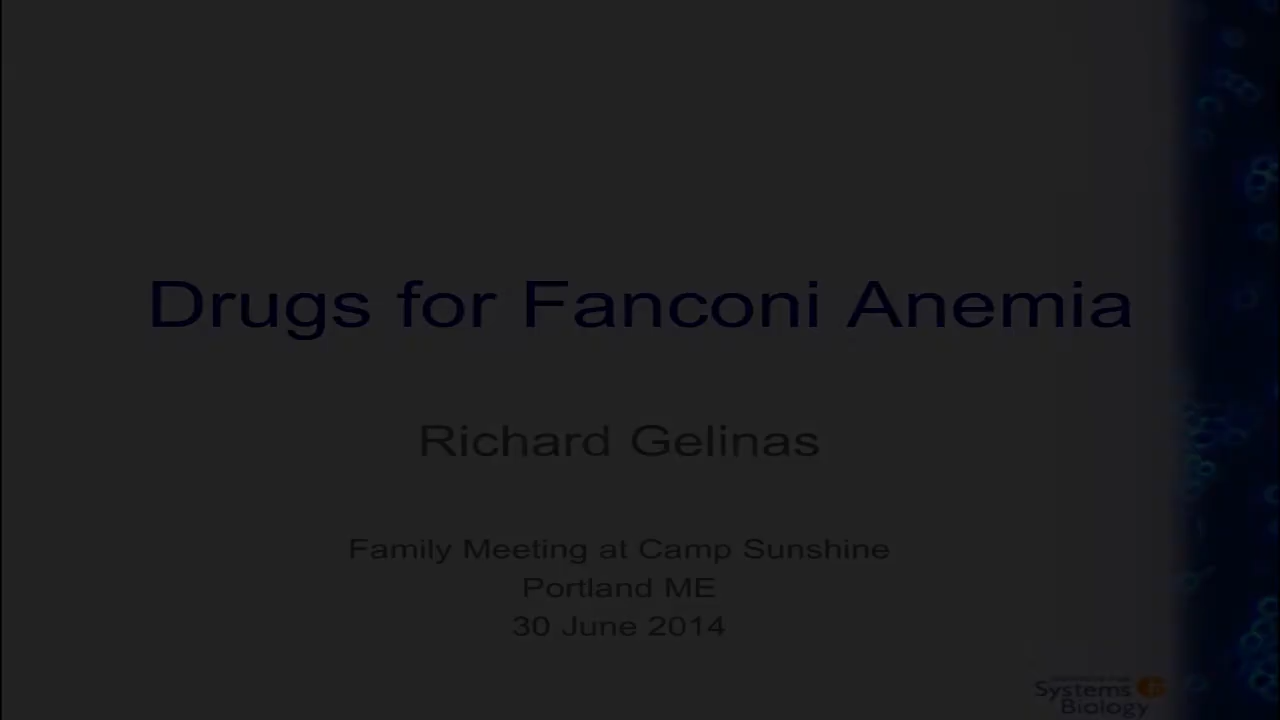 Drugs for Fanconi Anemia
Richard Gelinas
Family Meeting at Camp Sunshine
Portland ME
30 June 2014
Systems
Biology